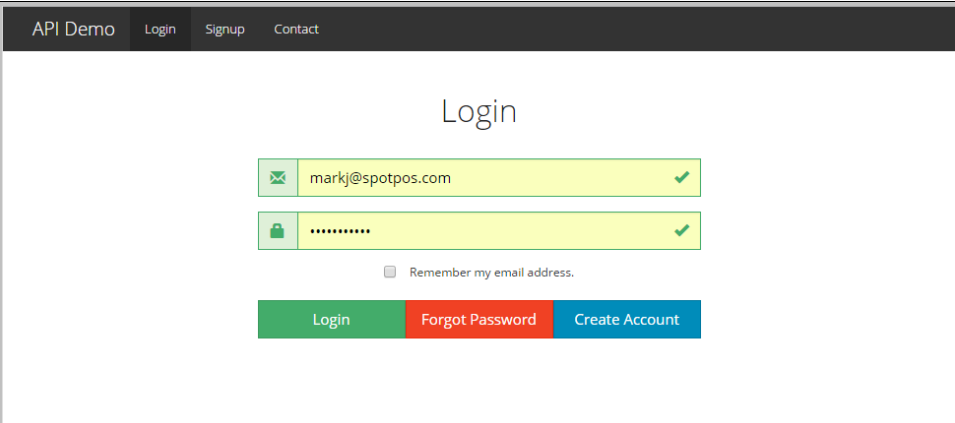 API Demo Login Signup Contact
Login
markj@spotpos.com
•••••••••••
Remember my email address.
Login Forgot Password Create Account